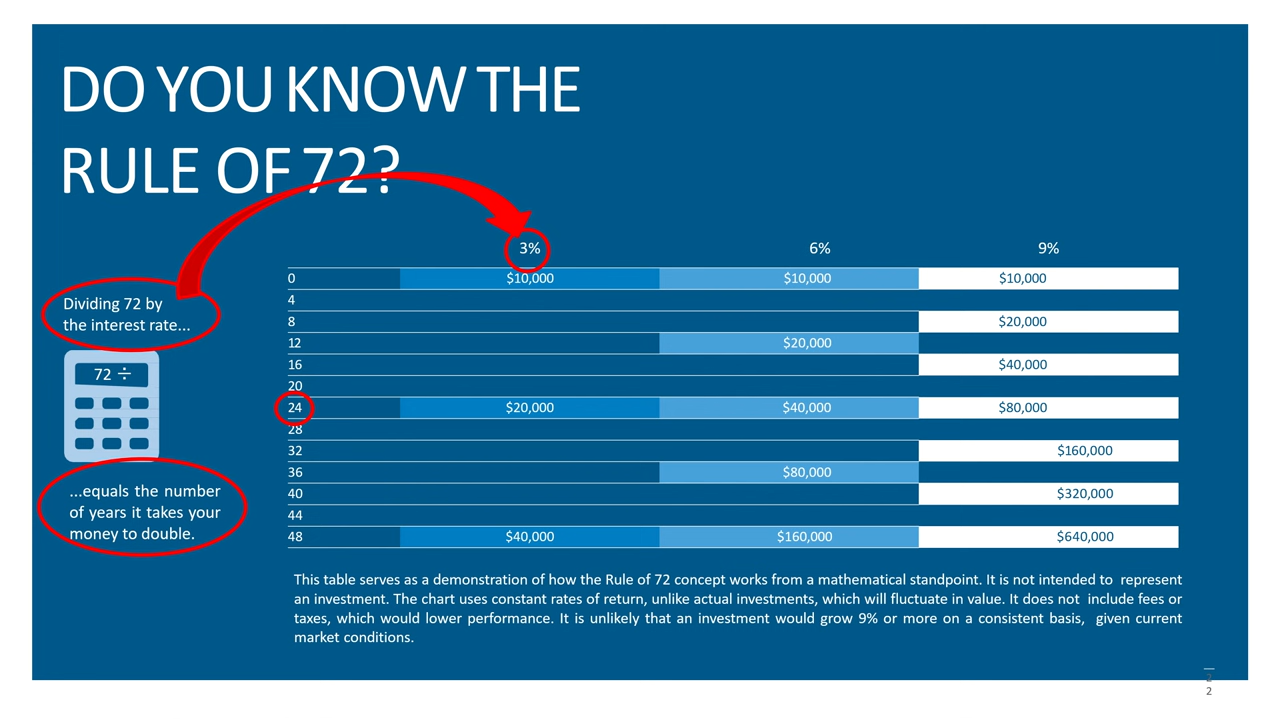 DO YOU KNOW THE
RULE OF 72?
3% 6% 9%
0 $10,000 $10,000 $10,000
4
8 $20,000
12 $20,000
16 $40,000
20
24 $20,000 $40,000 $80,000
28
32 $160,000
36 $80,000
40 $320,000
44
48 $40,000 $160,000 $640,000
Dividing 72 by
the interest rate...
72 ÷
...equals the number
of years it takes your
money to double.
This table serves as a demonstration of how the Rule of 72 concept works from a mathematical standpoint. It is not intended to represent
an investment. The chart uses constant rates of return, unlike actual investments, which will fluctuate in value. It does not include fees or
taxes, which would lower performance. It is unlikely that an investment would grow 9% or more on a consistent basis, given current
market conditions.
2
2